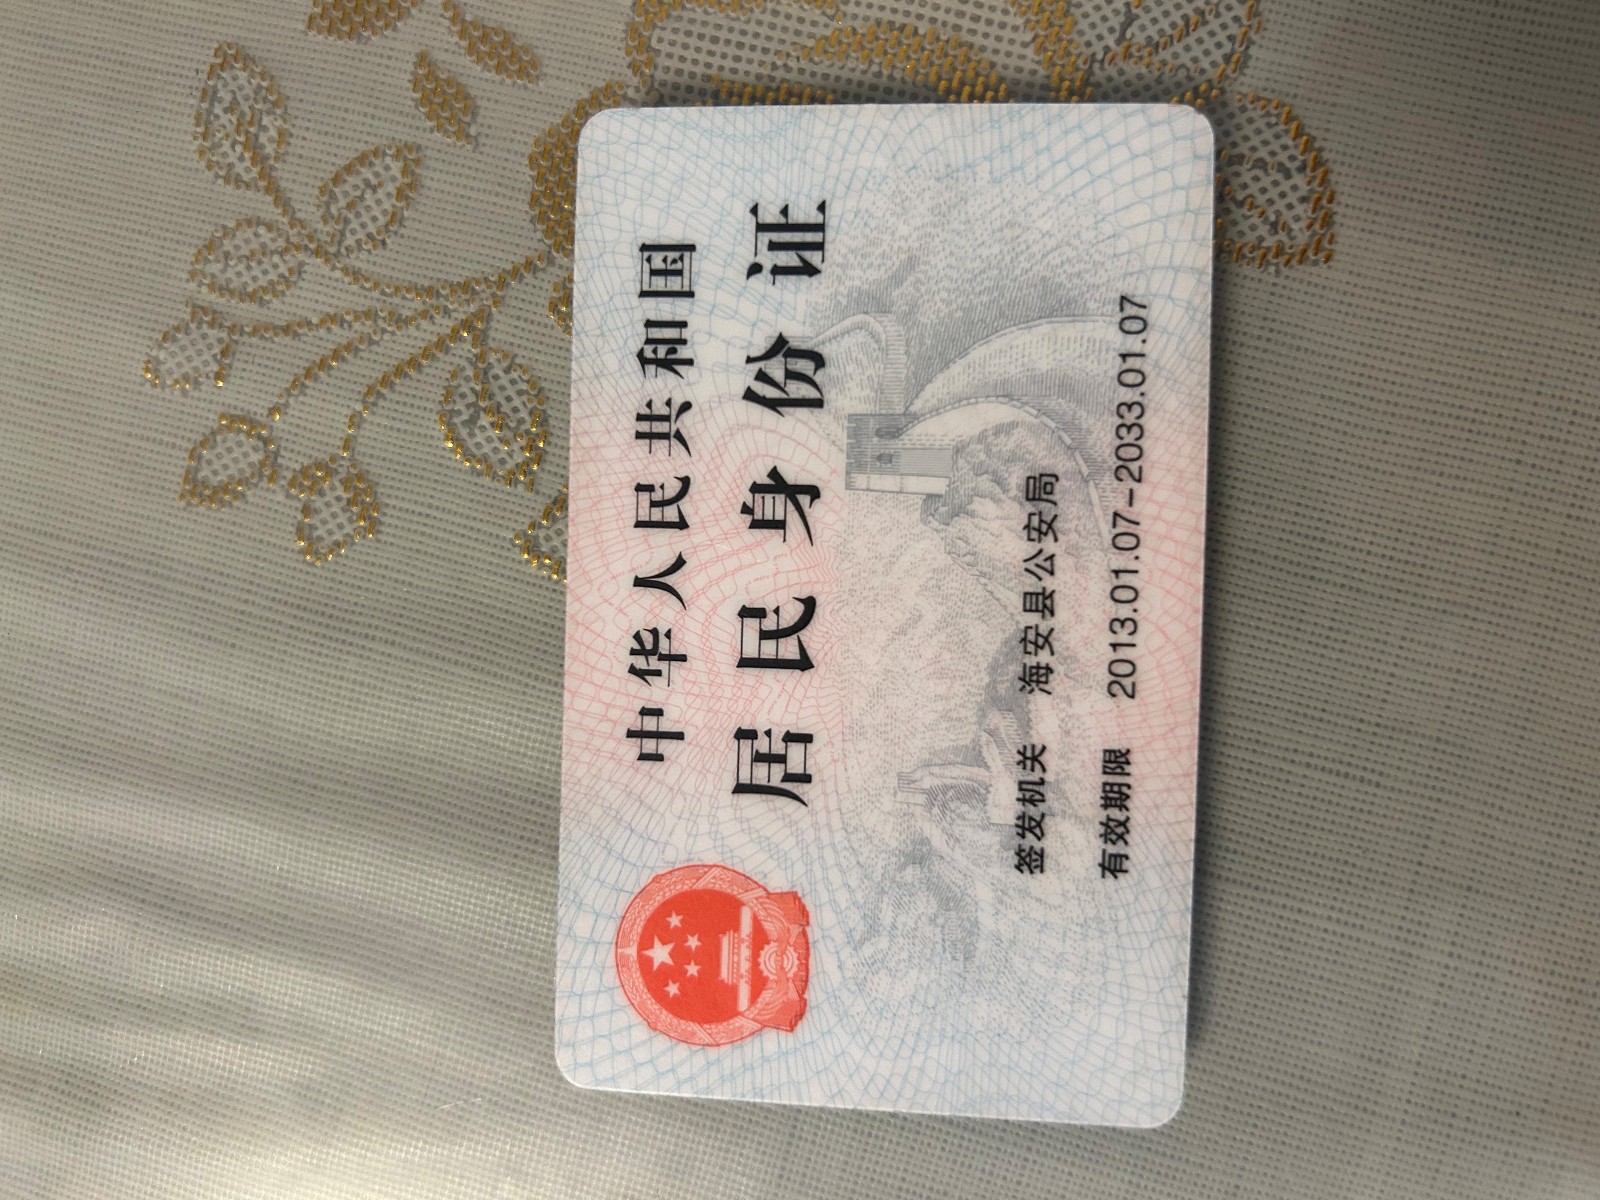 中华人民共和国
居民身份证
签发机关 海安县公安局
有效期限 2013.01.07-2033.01.07